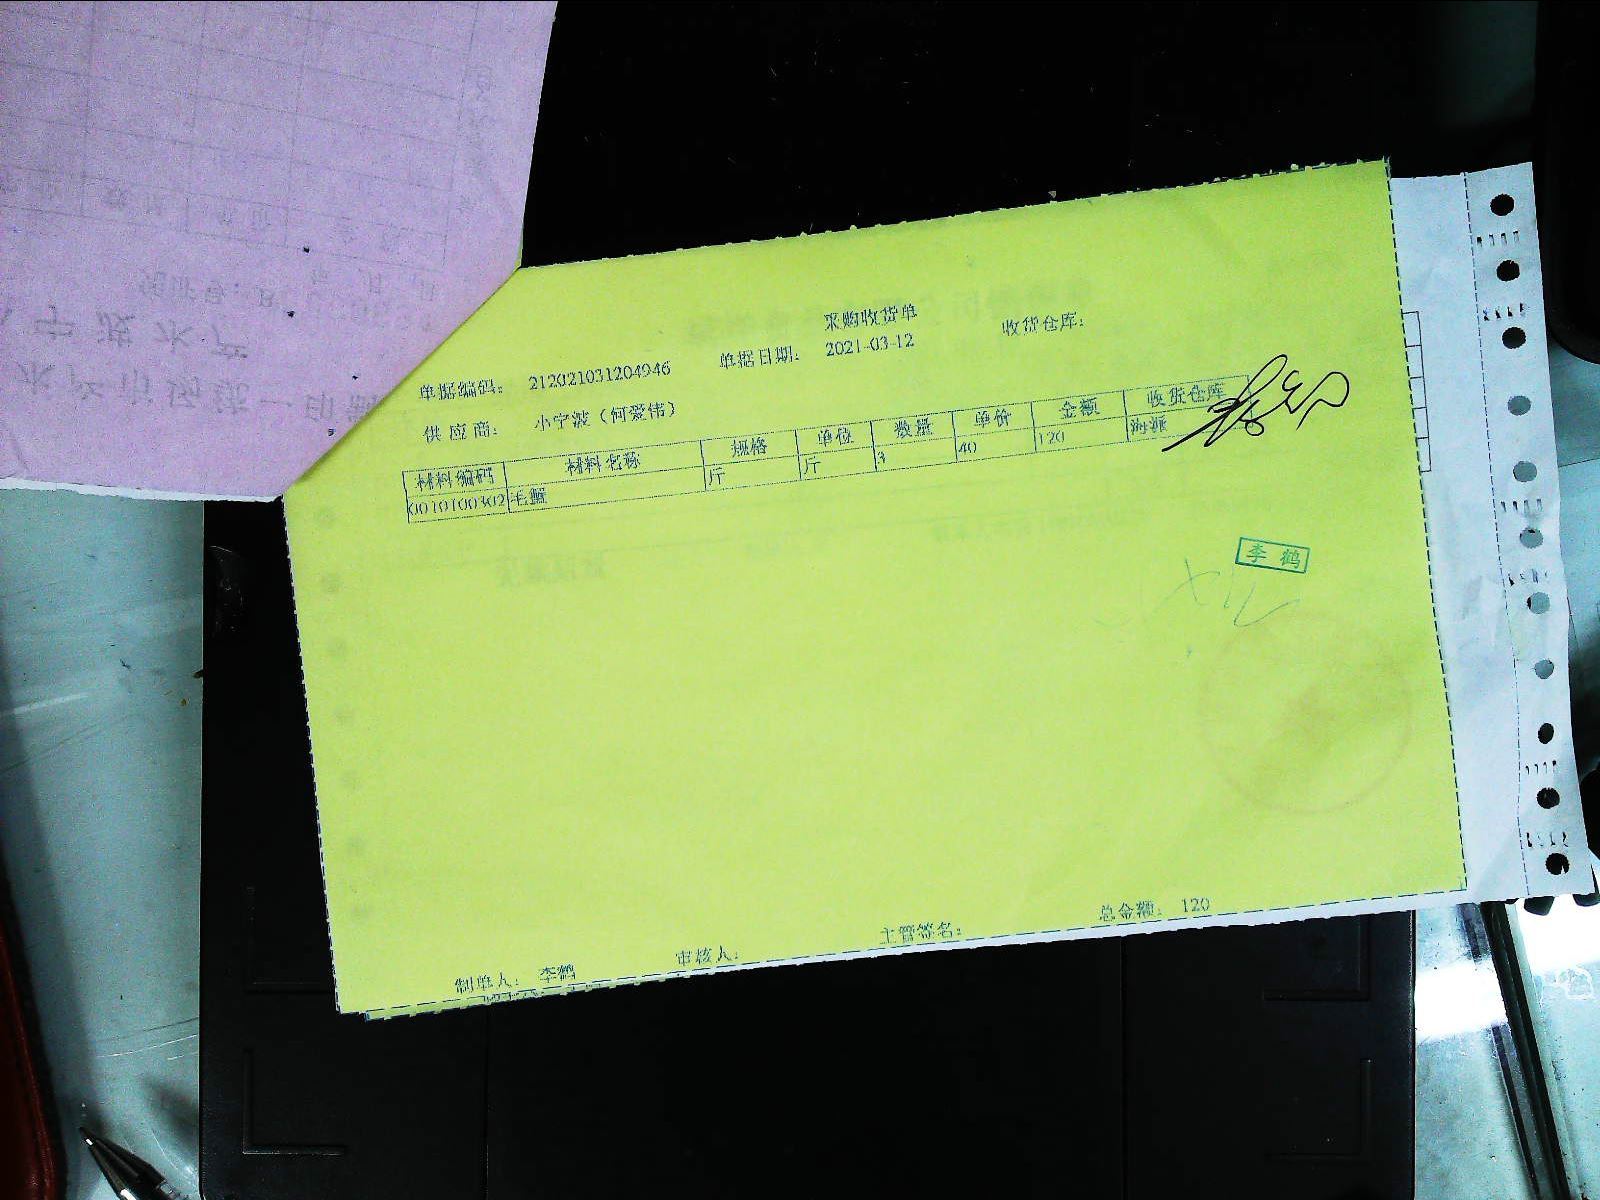 采购收货单
单据编码： 212021031204946 单据日期： 2021-03-12 收货仓库：
供应商： 小宁波（何爱伟）
材料编码 材料名称 规格 单位 数量 单价 金额 收货仓库
0010100302 毛蟹 斤 斤 3 40 120 海派
李鹤
制单人： 李鹤 审核人： 主管签名： 总金额： 120